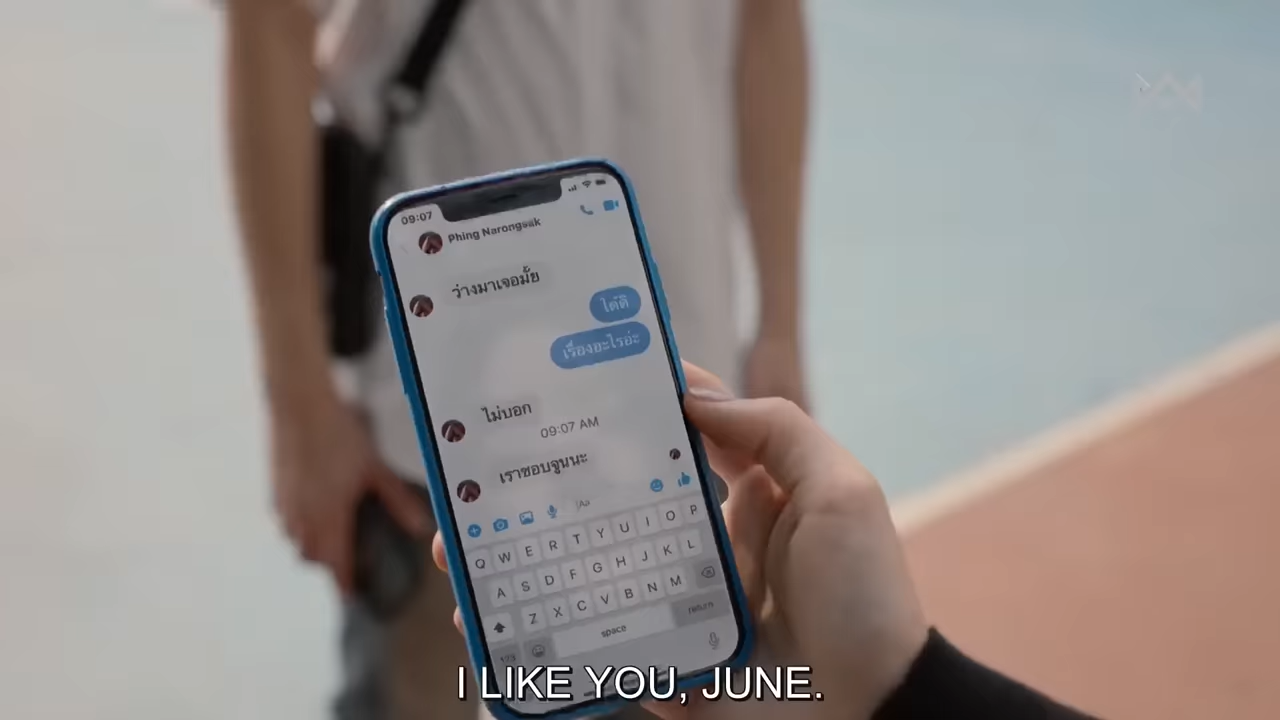 09:07
Phing Narongsak
ว่างมาเจอมั้ย
ได้ดิ
เรื่องอะไรอ่ะ
ไม่บอก
09:07 AM
เราชอบจูนนะ
Aa
Q W E R T Y U I O P
A S D F G H J K L
Z X C V B N M
123 space return
I LIKE YOU, JUNE.